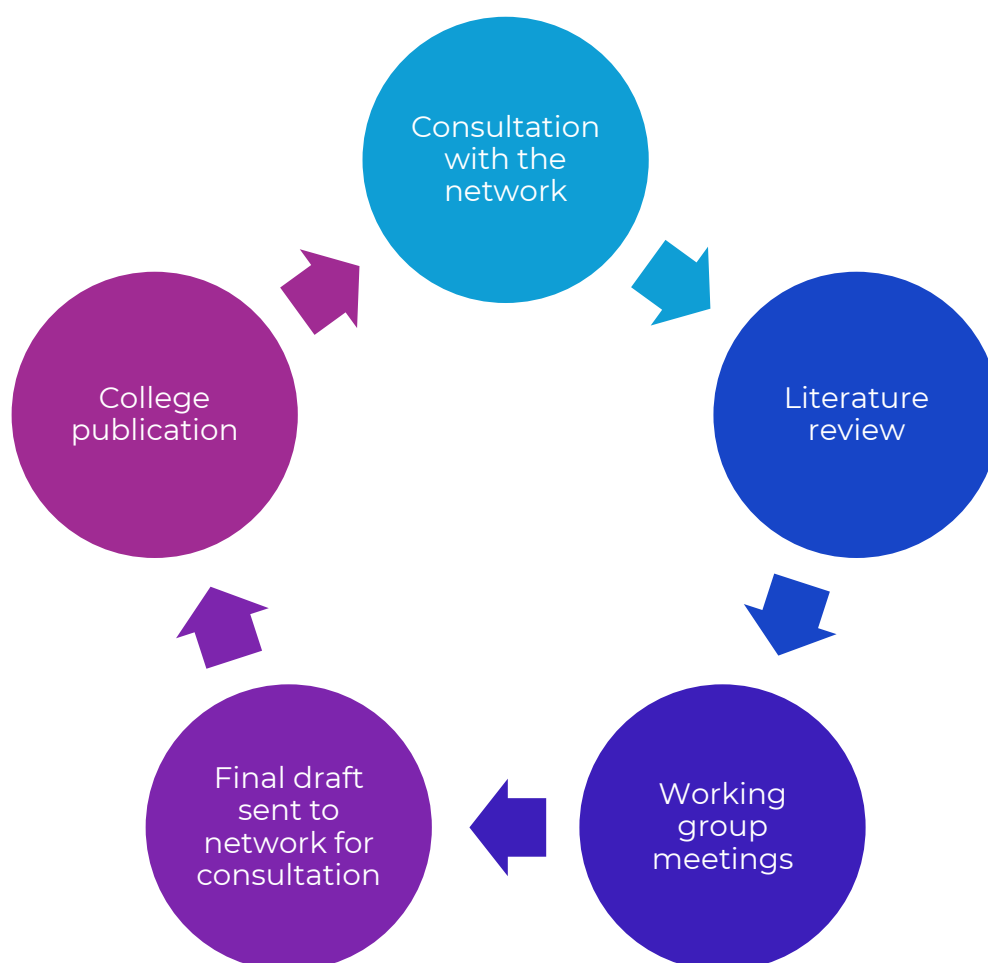 Consultation
with the
network
Literature
review
Working
group
meetings
Final draft
sent to
network for
consultation
College
publication